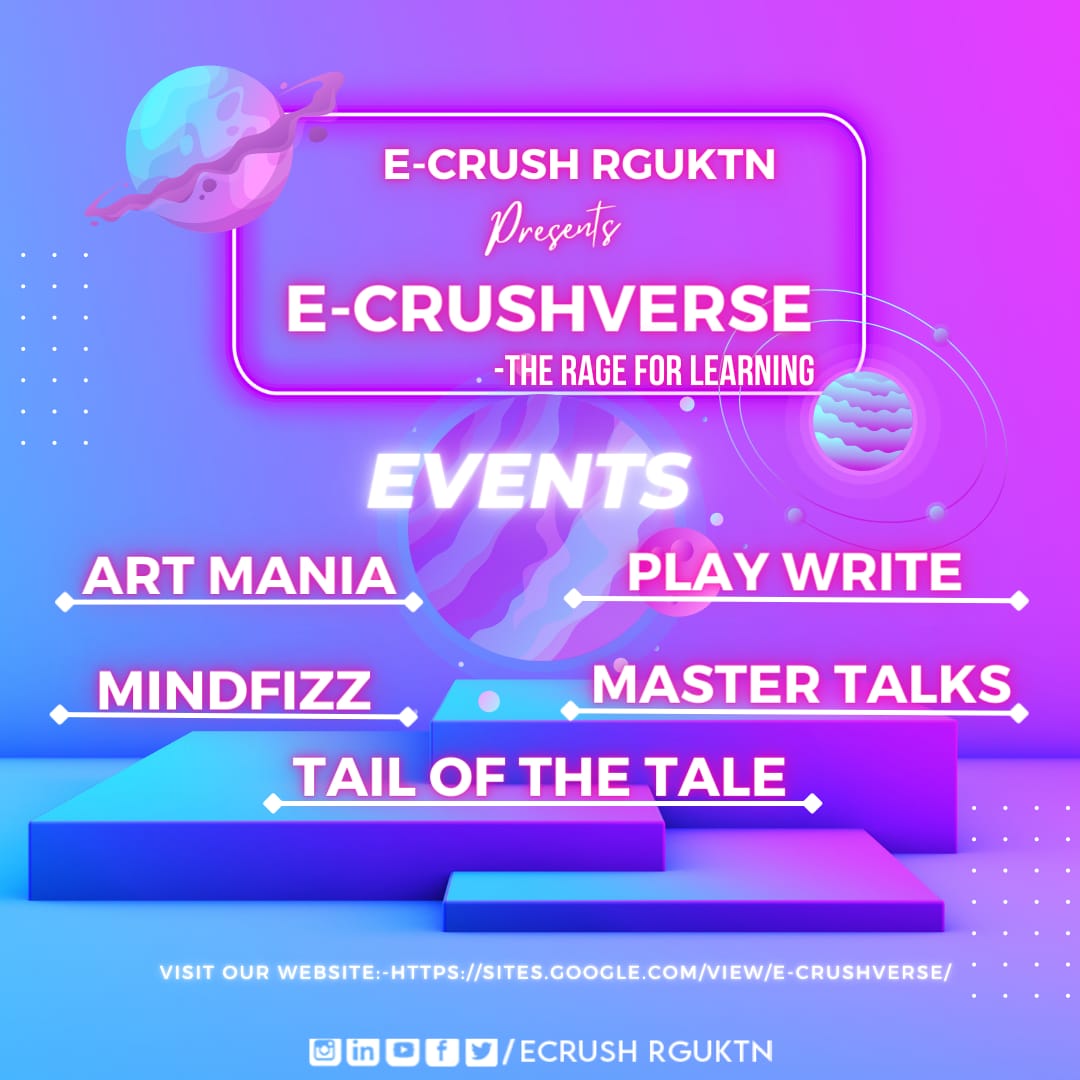 E-CRUSH RGUKTN
Presents
E-CRUSHVERSE
-THE RAGE FOR LEARNING
EVENTS
ART MANIA
PLAY WRITE
MINDFIZZ
MASTER TALKS
TAIL OF THE TALE
VISIT OUR WEBSITE:-HTTPS://SITES.GOOGLE.COM/VIEW/E-CRUSHVERSE/
/ECRUSH RGUKTN